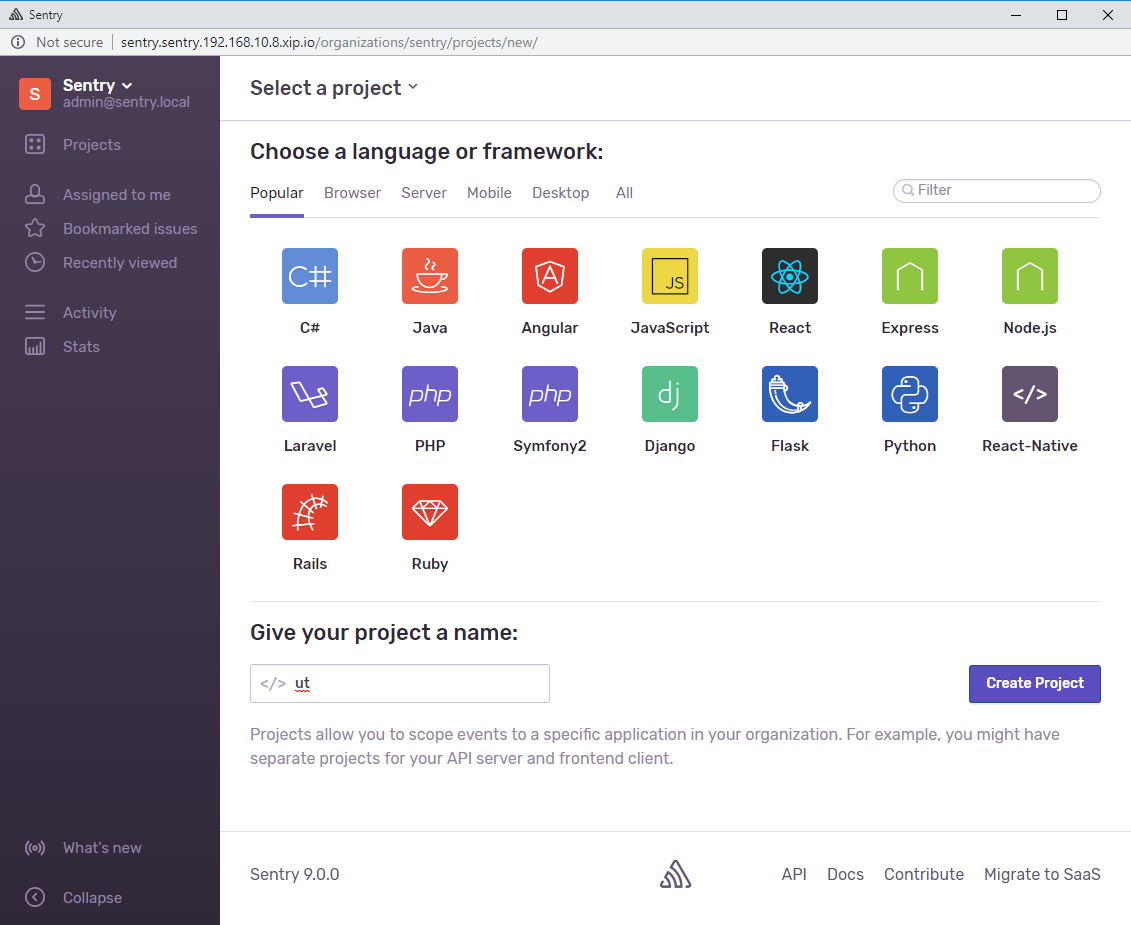 Sentry
Not secure sentry.sentry.192.168.10.8.xip.io/organizations/sentry/projects/new/
S
Sentry
admin@sentry.local
Projects
Assigned to me
Bookmarked issues
Recently viewed
Activity
Stats
What's new
Collapse
Select a project
Choose a language or framework:
Popular Browser Server Mobile Desktop All
Filter
C# JS
C# Java Angular JavaScript React Express Node.js
php php dj </>
Laravel PHP Symfony2 Django Flask Python React-Native
Rails Ruby
Give your project a name:
</> ut
Create Project
Projects allow you to scope events to a specific application in your organization. For example, you might have
separate projects for your API server and frontend client.
Sentry 9.0.0
API Docs Contribute Migrate to SaaS